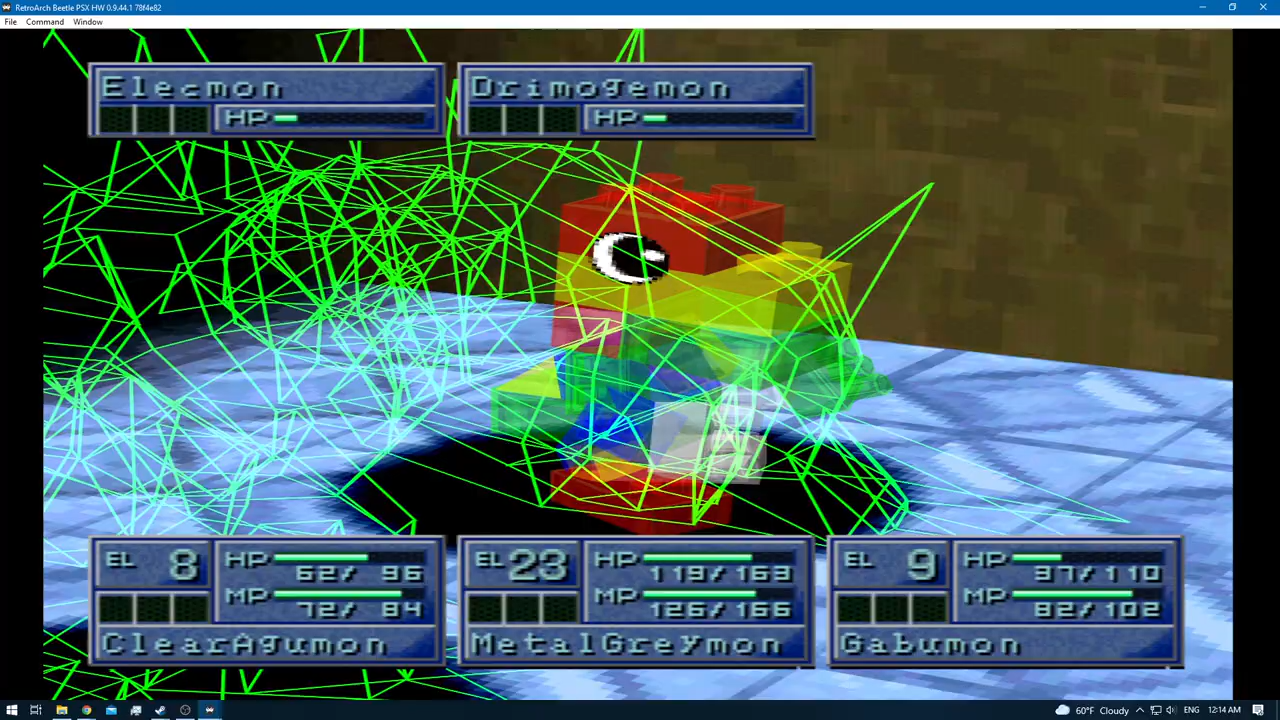 RetroArch Beetle PSX HW 0.9.44.1 78f4e82
File Command Window
Elecmon
HP
Drimogemon
HP
EL 8 HP 62/ 96
MP 72/ 84
ClearAgumon
EL 23 HP 119/163
MP 126/166
MetalGreymon
EL 9 HP 37/110
MP 82/102
Gabumon
60°F Cloudy ENG 12:14 AM